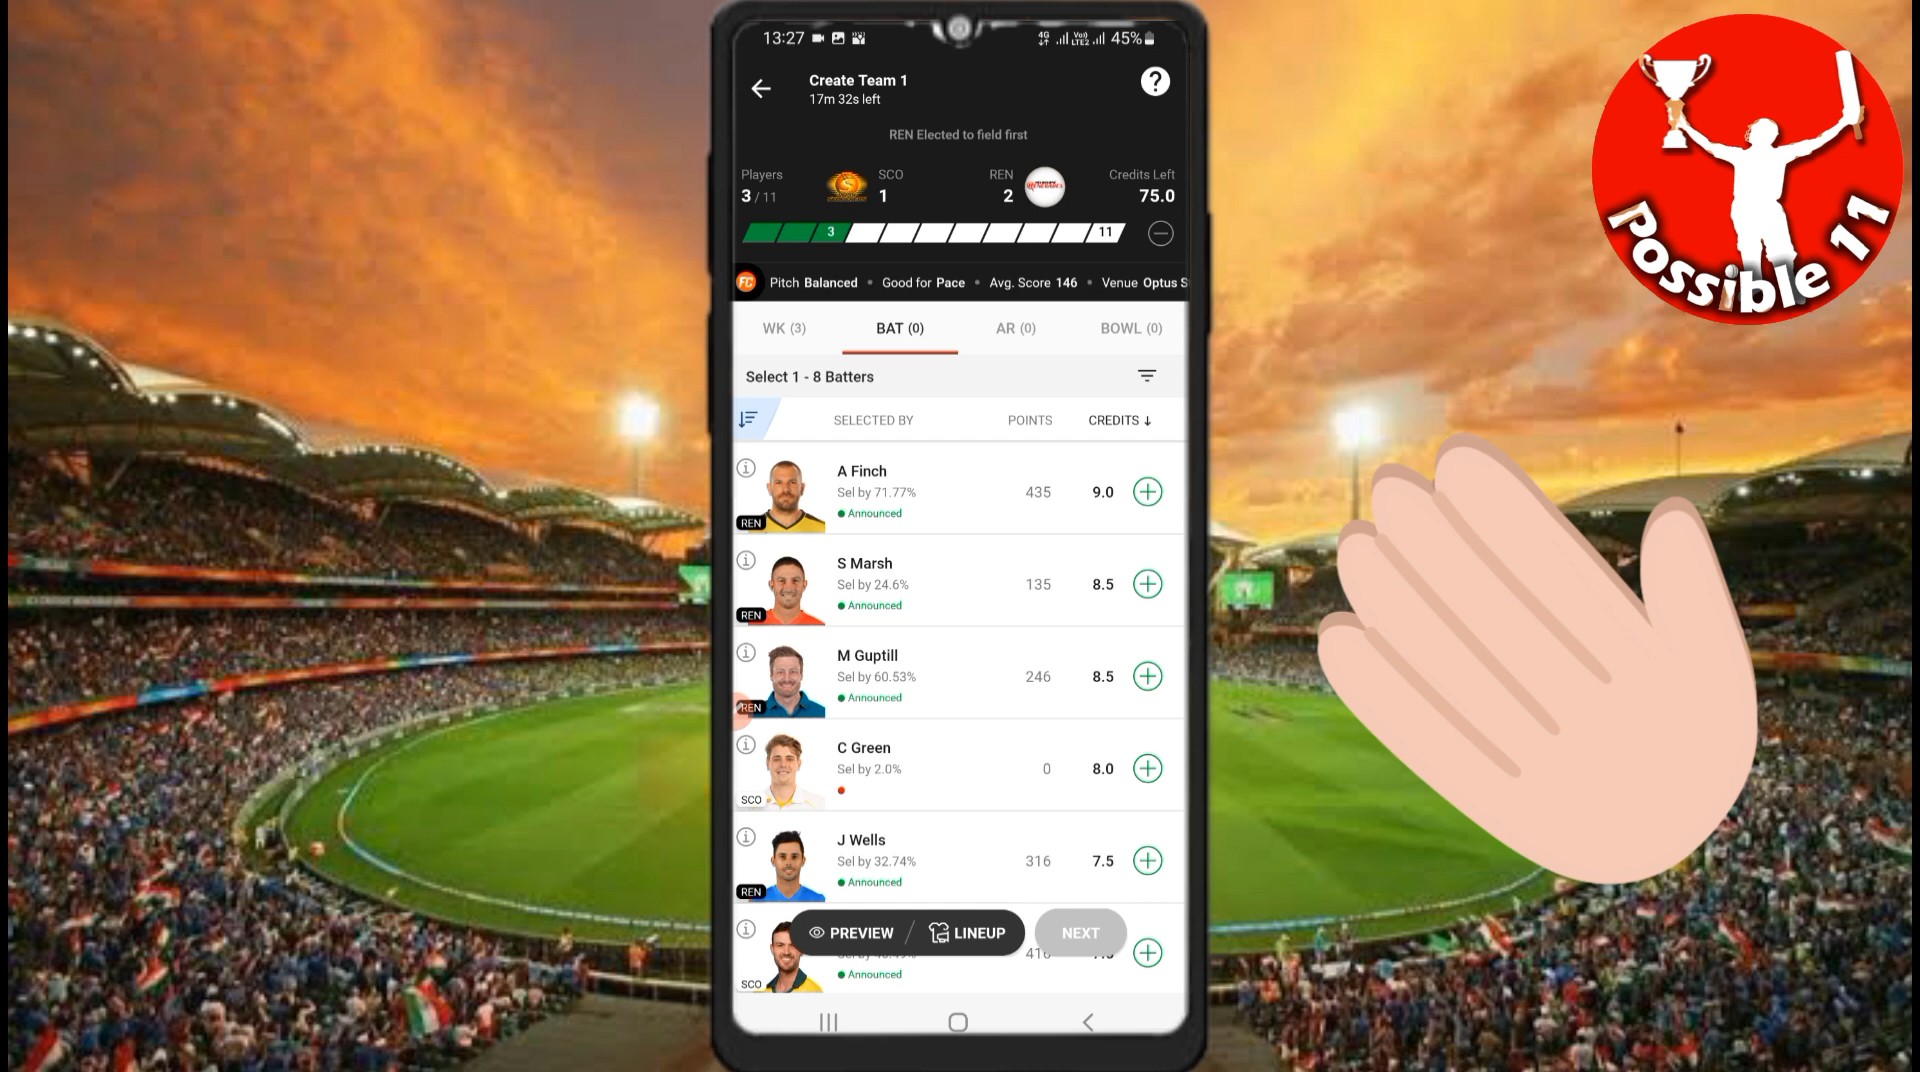 13:27
4G VoLTE2 45%
Create Team 1
17m 32s left
REN Elected to field first
Players SCO REN Credits Left
3 / 11 1 2 75.0
3 11
FC Pitch Balanced • Good for Pace • Avg. Score 146 • Venue Optus S
WK (3) BAT (0) AR (0) BOWL (0)
Select 1 - 8 Batters
SELECTED BY POINTS CREDITS ↓
A Finch
Sel by 71.77% 435 9.0
Announced
REN
S Marsh
Sel by 24.6% 135 8.5
Announced
REN
M Guptill
Sel by 60.53% 246 8.5
Announced
REN
C Green
Sel by 2.0% 0 8.0
SCO
J Wells
Sel by 32.74% 316 7.5
Announced
REN
PREVIEW / LINEUP NEXT
Announced
SCO
Possible 11